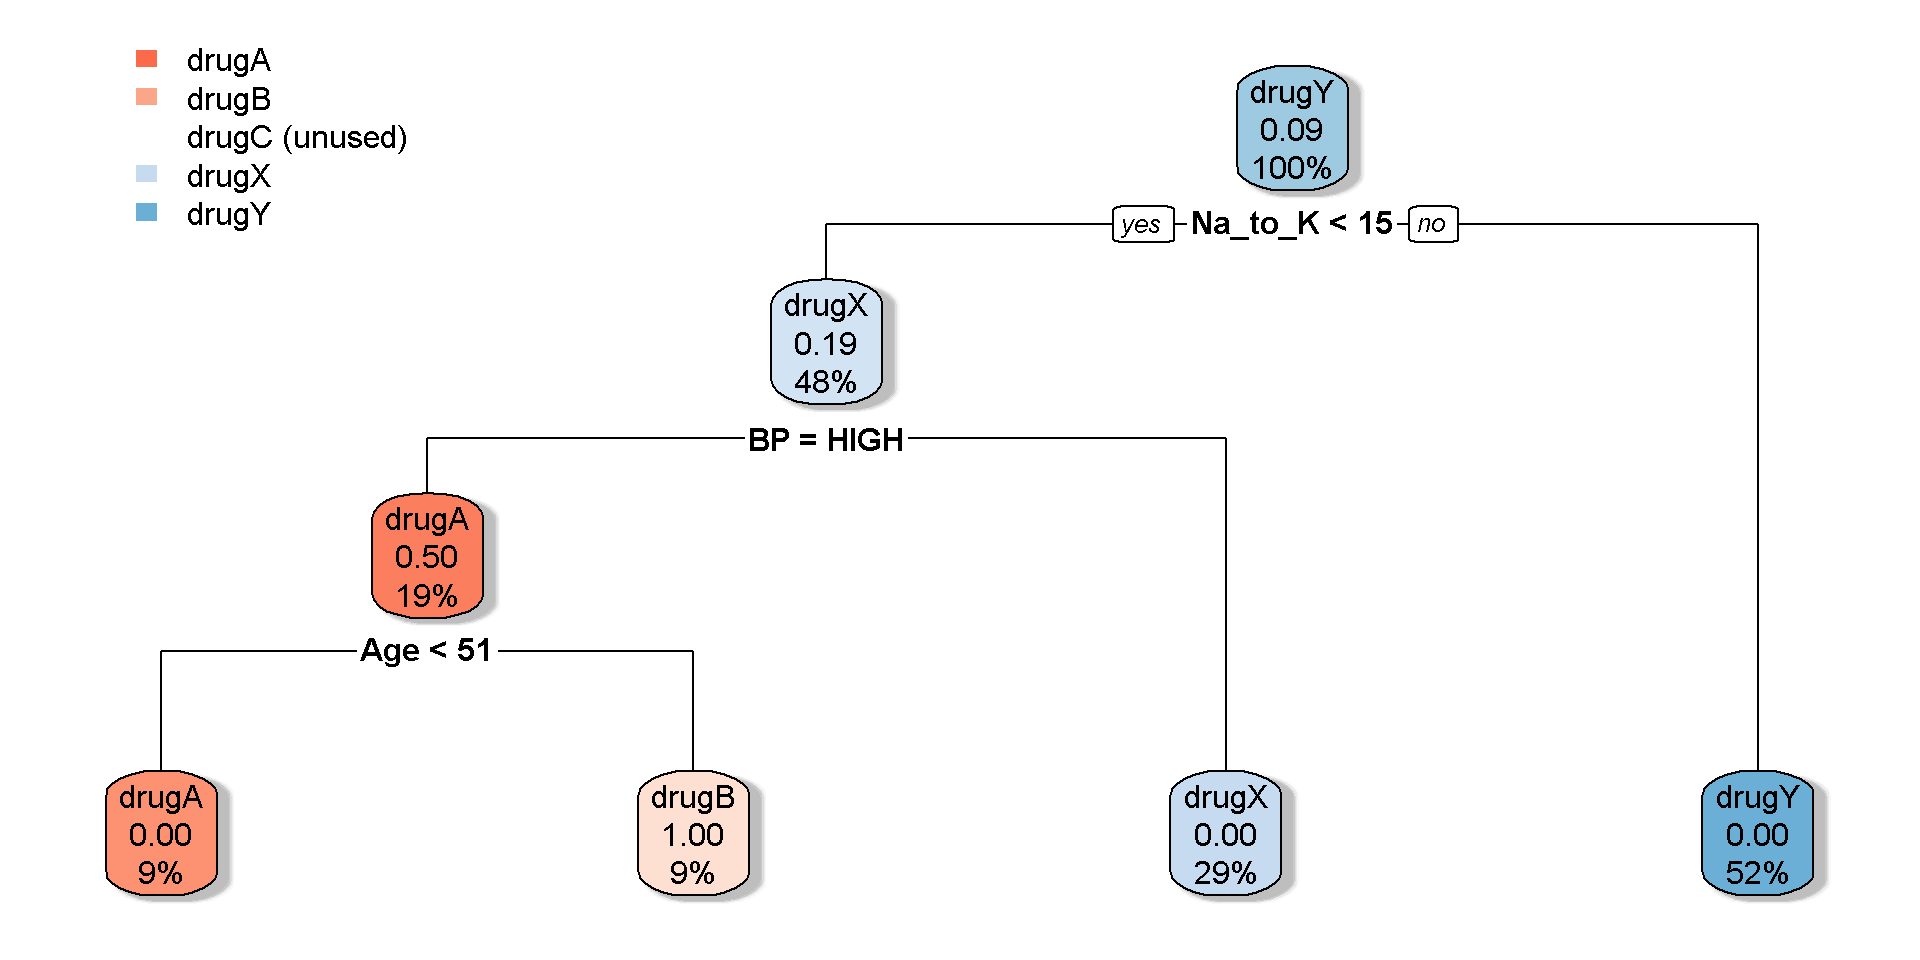 drugA
drugB
drugC (unused)
drugX
drugY
drugY
0.09
100%
yes Na_to_K < 15 no
drugX
0.19
48%
BP = HIGH
drugA
0.50
19%
Age < 51
drugA
0.00
9%
drugB
1.00
9%
drugX
0.00
29%
drugY
0.00
52%